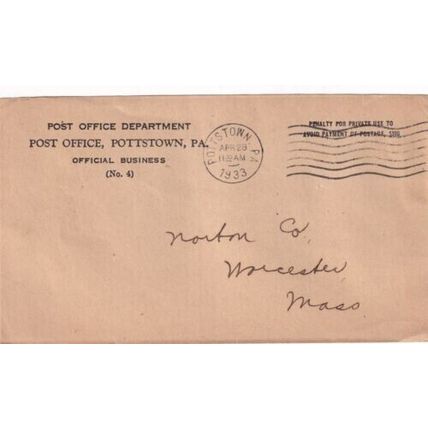 POST OFFICE DEPARTMENT
POST OFFICE, POTTSTOWN, PA.
OFFICIAL BUSINESS
(No. 4)
POTTSTOWN PA
APR 28
AM
1933
PENALTY FOR PRIVATE USE TO
AVOID PAYMENT OF POSTAGE, $300
Norton Co.
Worcester
Mass